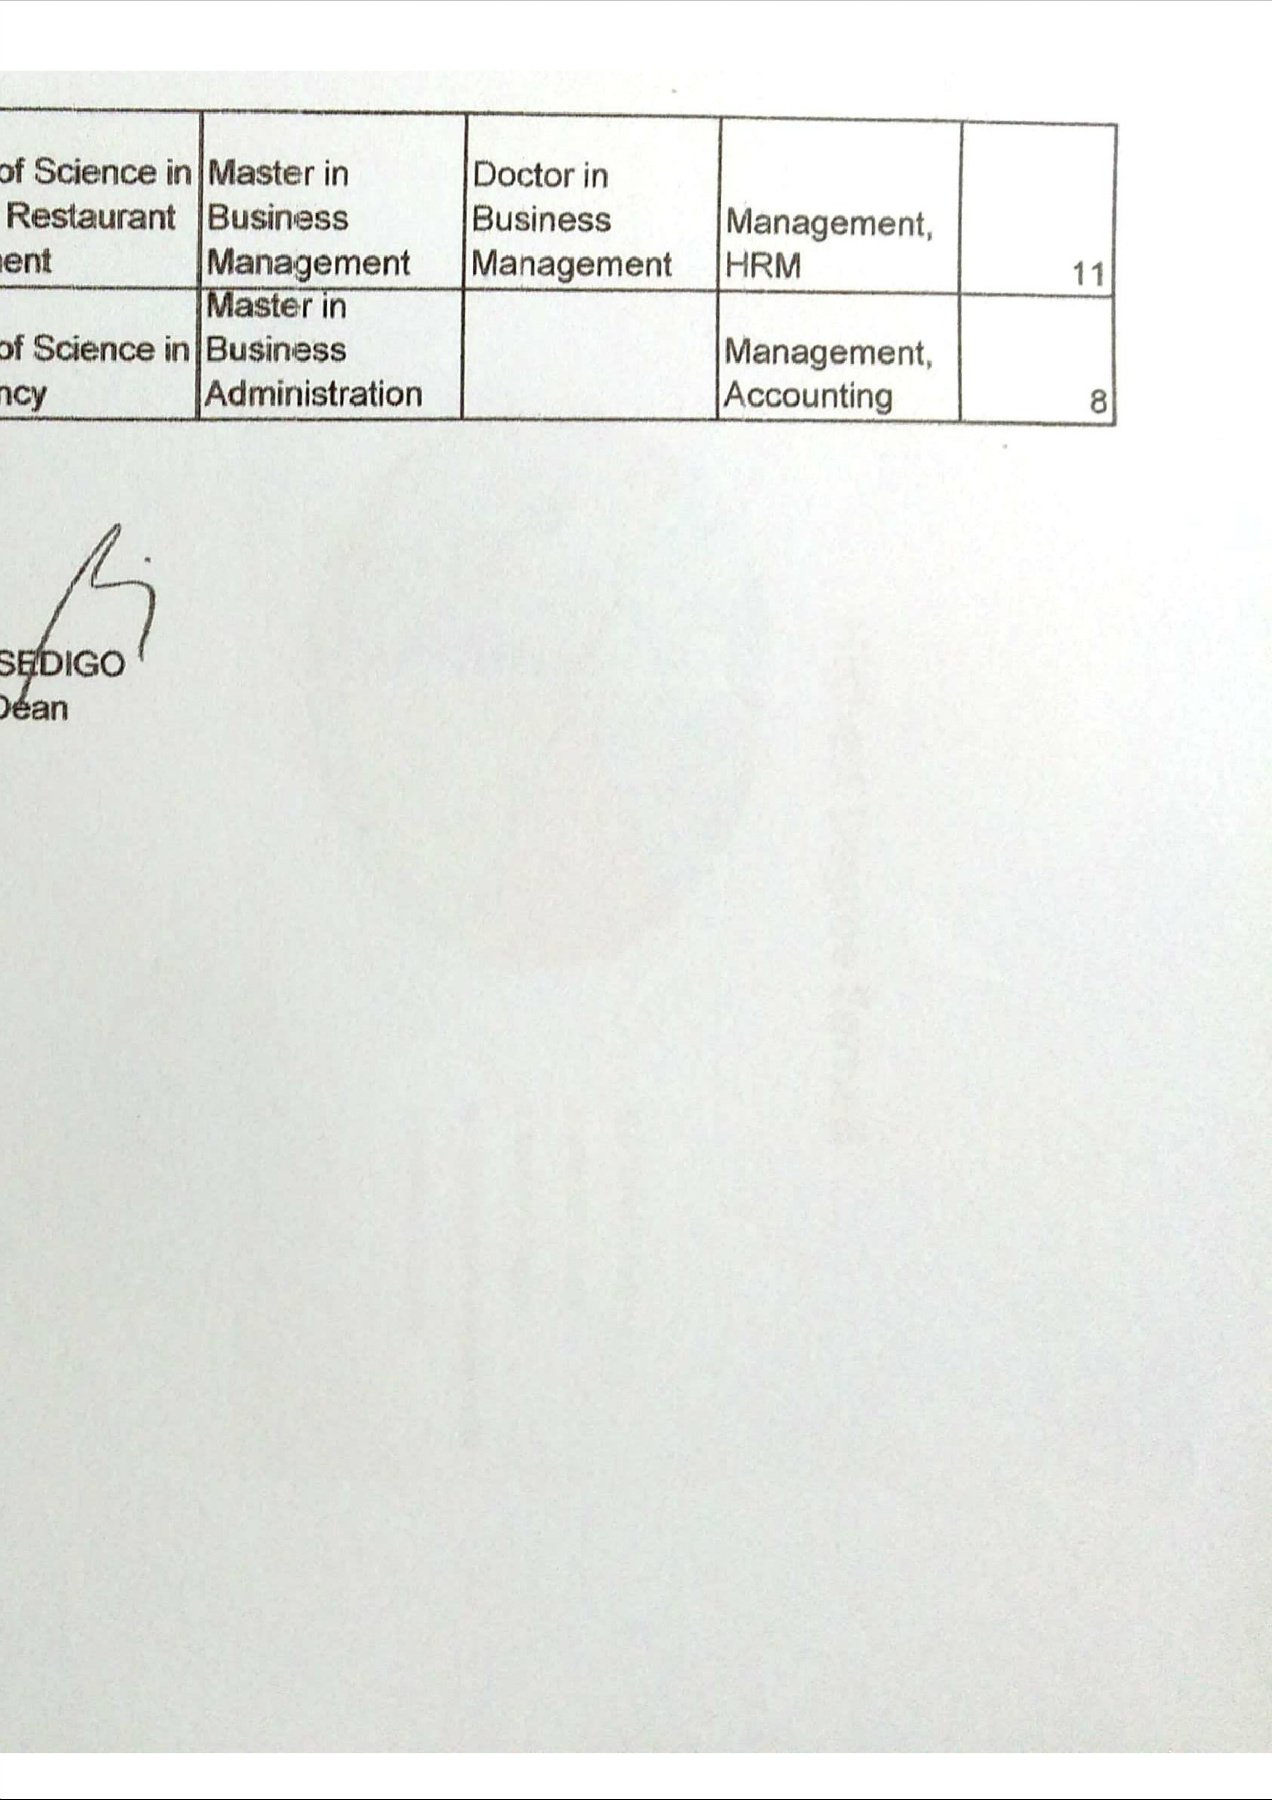 of Science in
Restaurant
ent
Master in
Business
Management
Doctor in
Business
Management
Management,
HRM
11
of Science in
ncy
Master in
Business
Administration
Management,
Accounting
8
SEDIGO
Dean